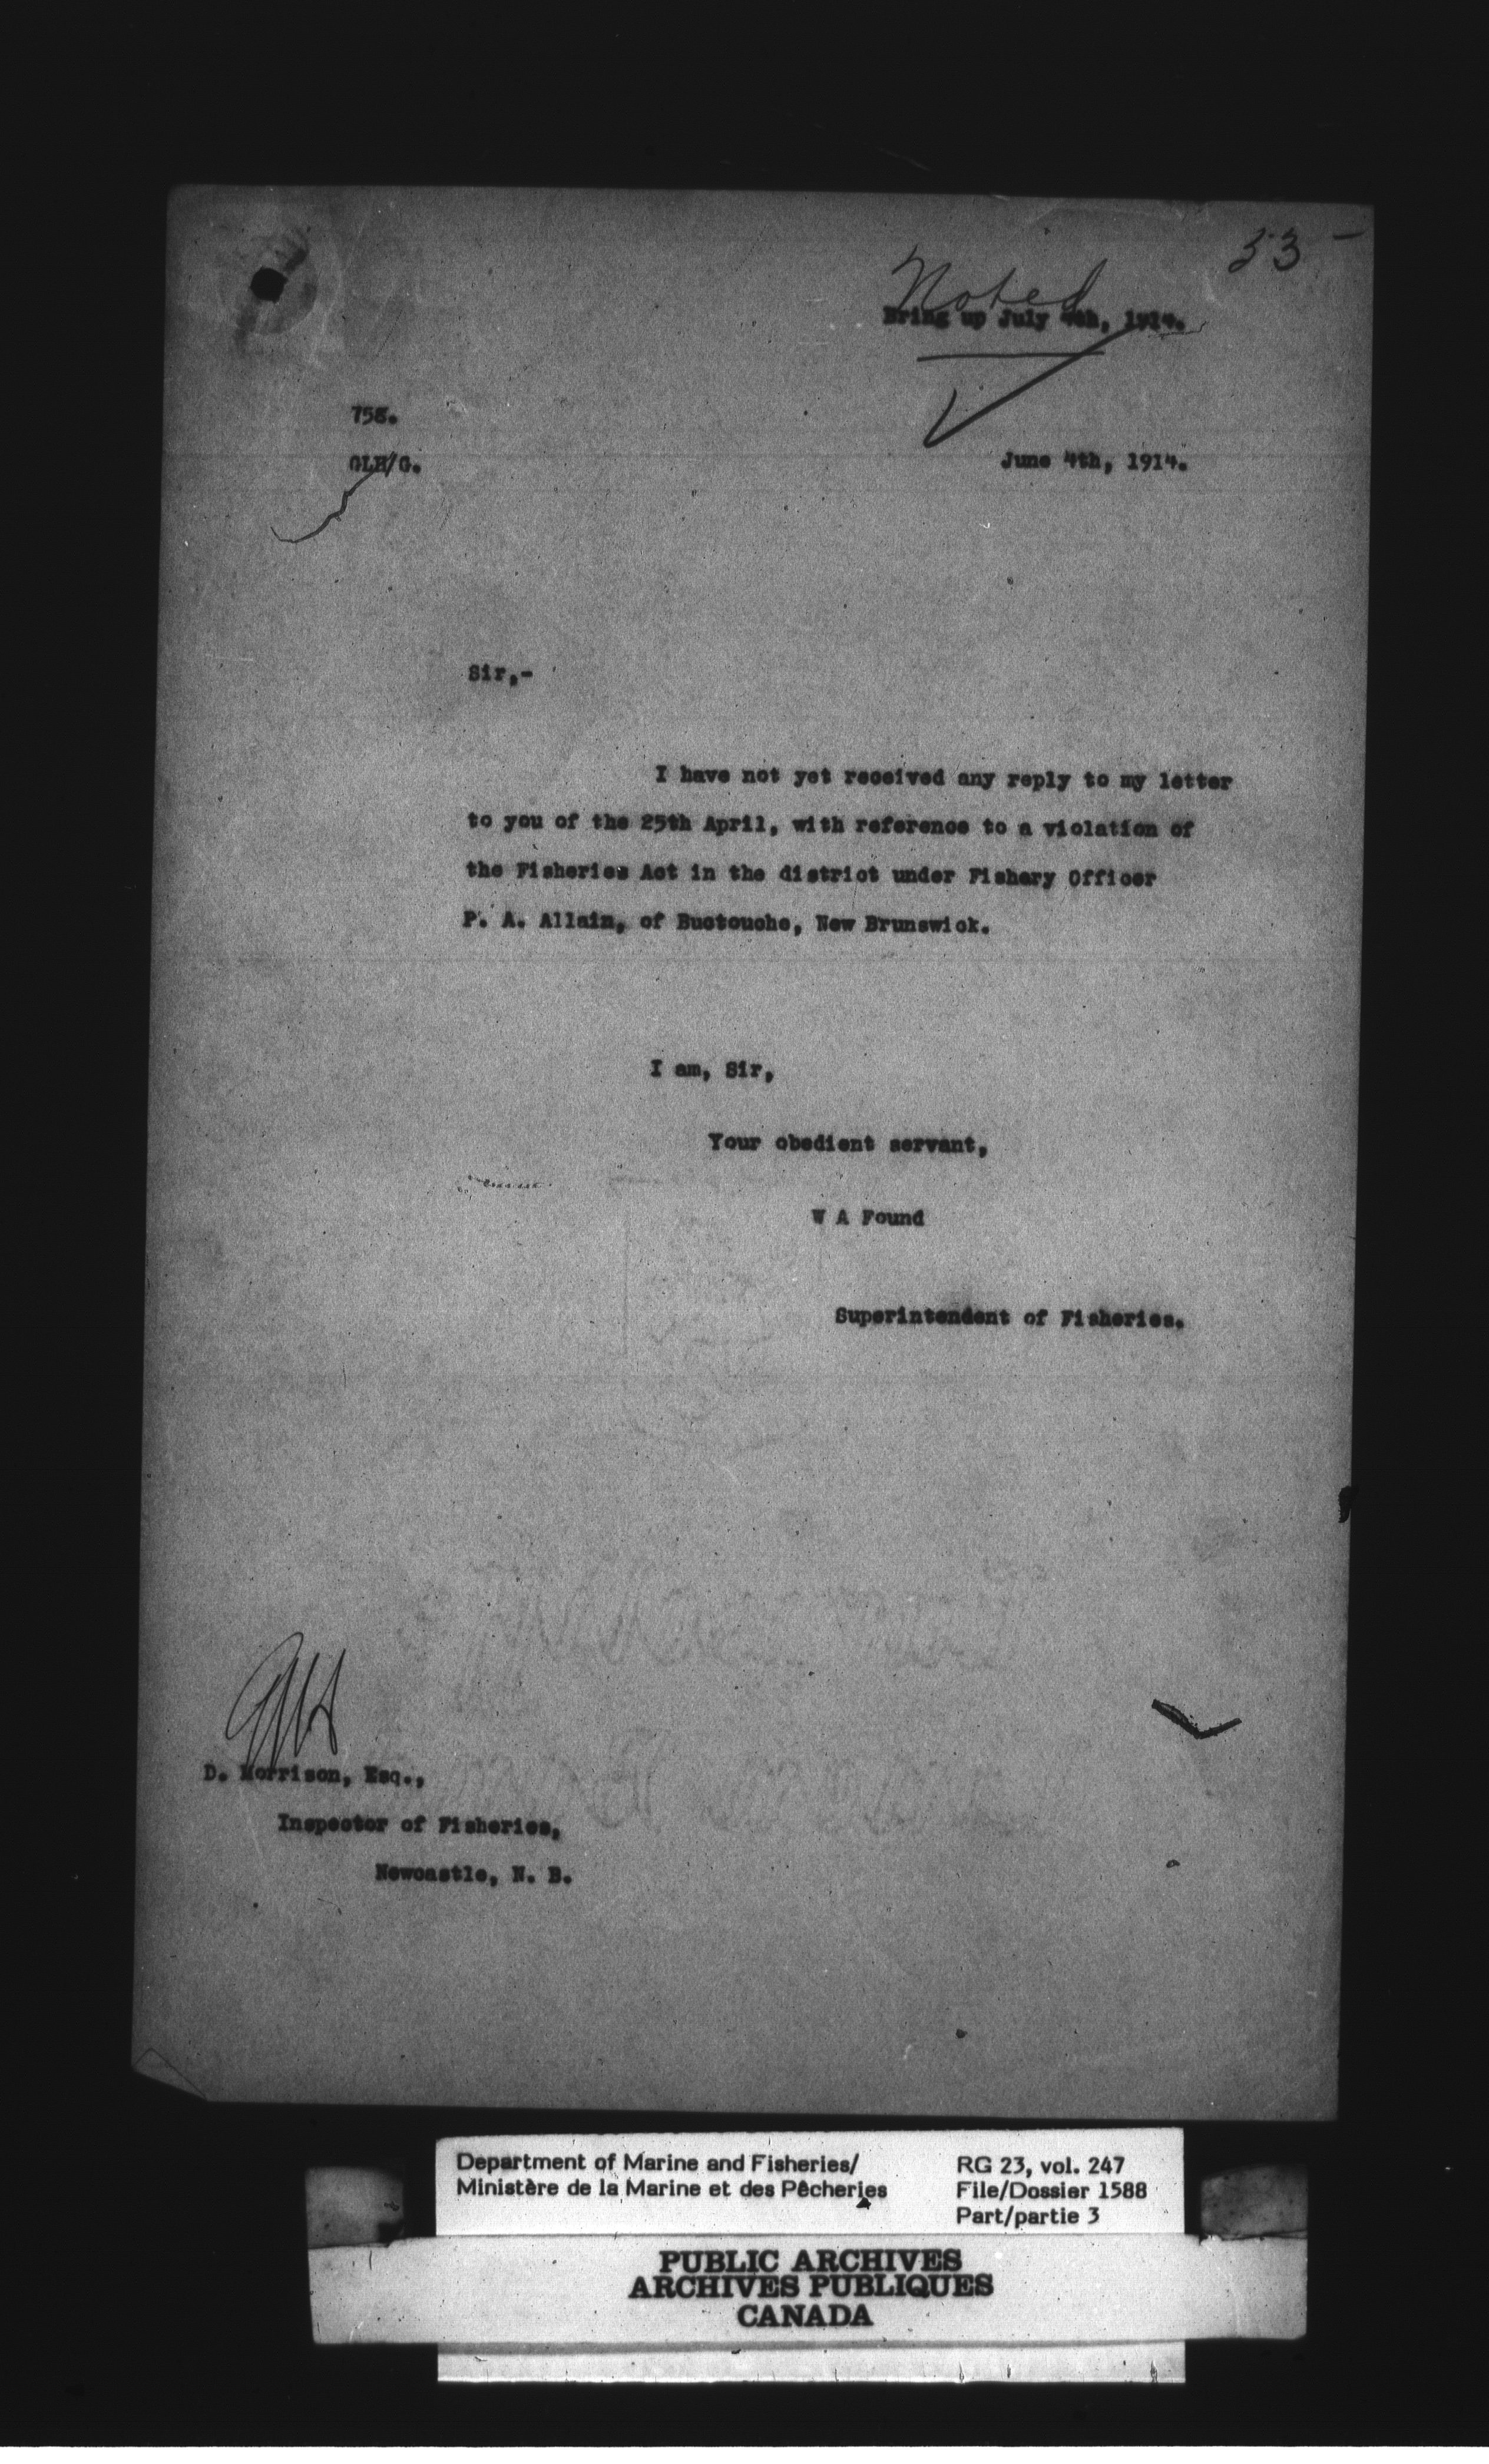 33
Noted
Bring up July 4th, 1914.
758.
GLH/G.
June 4th, 1914.
Sir,-
I have not yet received any reply to my letter
to you of the 25th April, with reference to a violation of
the Fisheries Act in the district under Fishery Officer
P. A. Allain, of Buctouche, New Brunswick.
I am, Sir,
Your obedient servant,
W A Found
Superintendent of Fisheries.
D. Morrison, Esq.,
Inspector of Fisheries,
Newcastle, N. B.
Department of Marine and Fisheries/
Ministère de la Marine et des Pêcheries
RG 23, vol. 247
File/Dossier 1588
Part/partie 3
PUBLIC ARCHIVES
ARCHIVES PUBLIQUES
CANADA